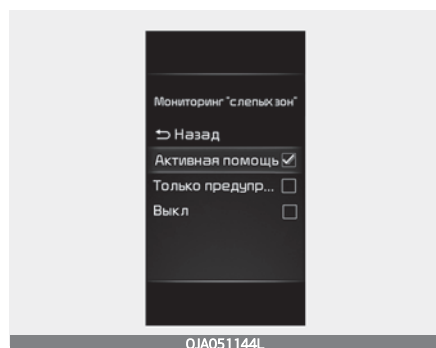 Мониторинг "слепых зон"
⮌ Назад
Активная помощь
Только предупр...
Выкл
OJA051144L